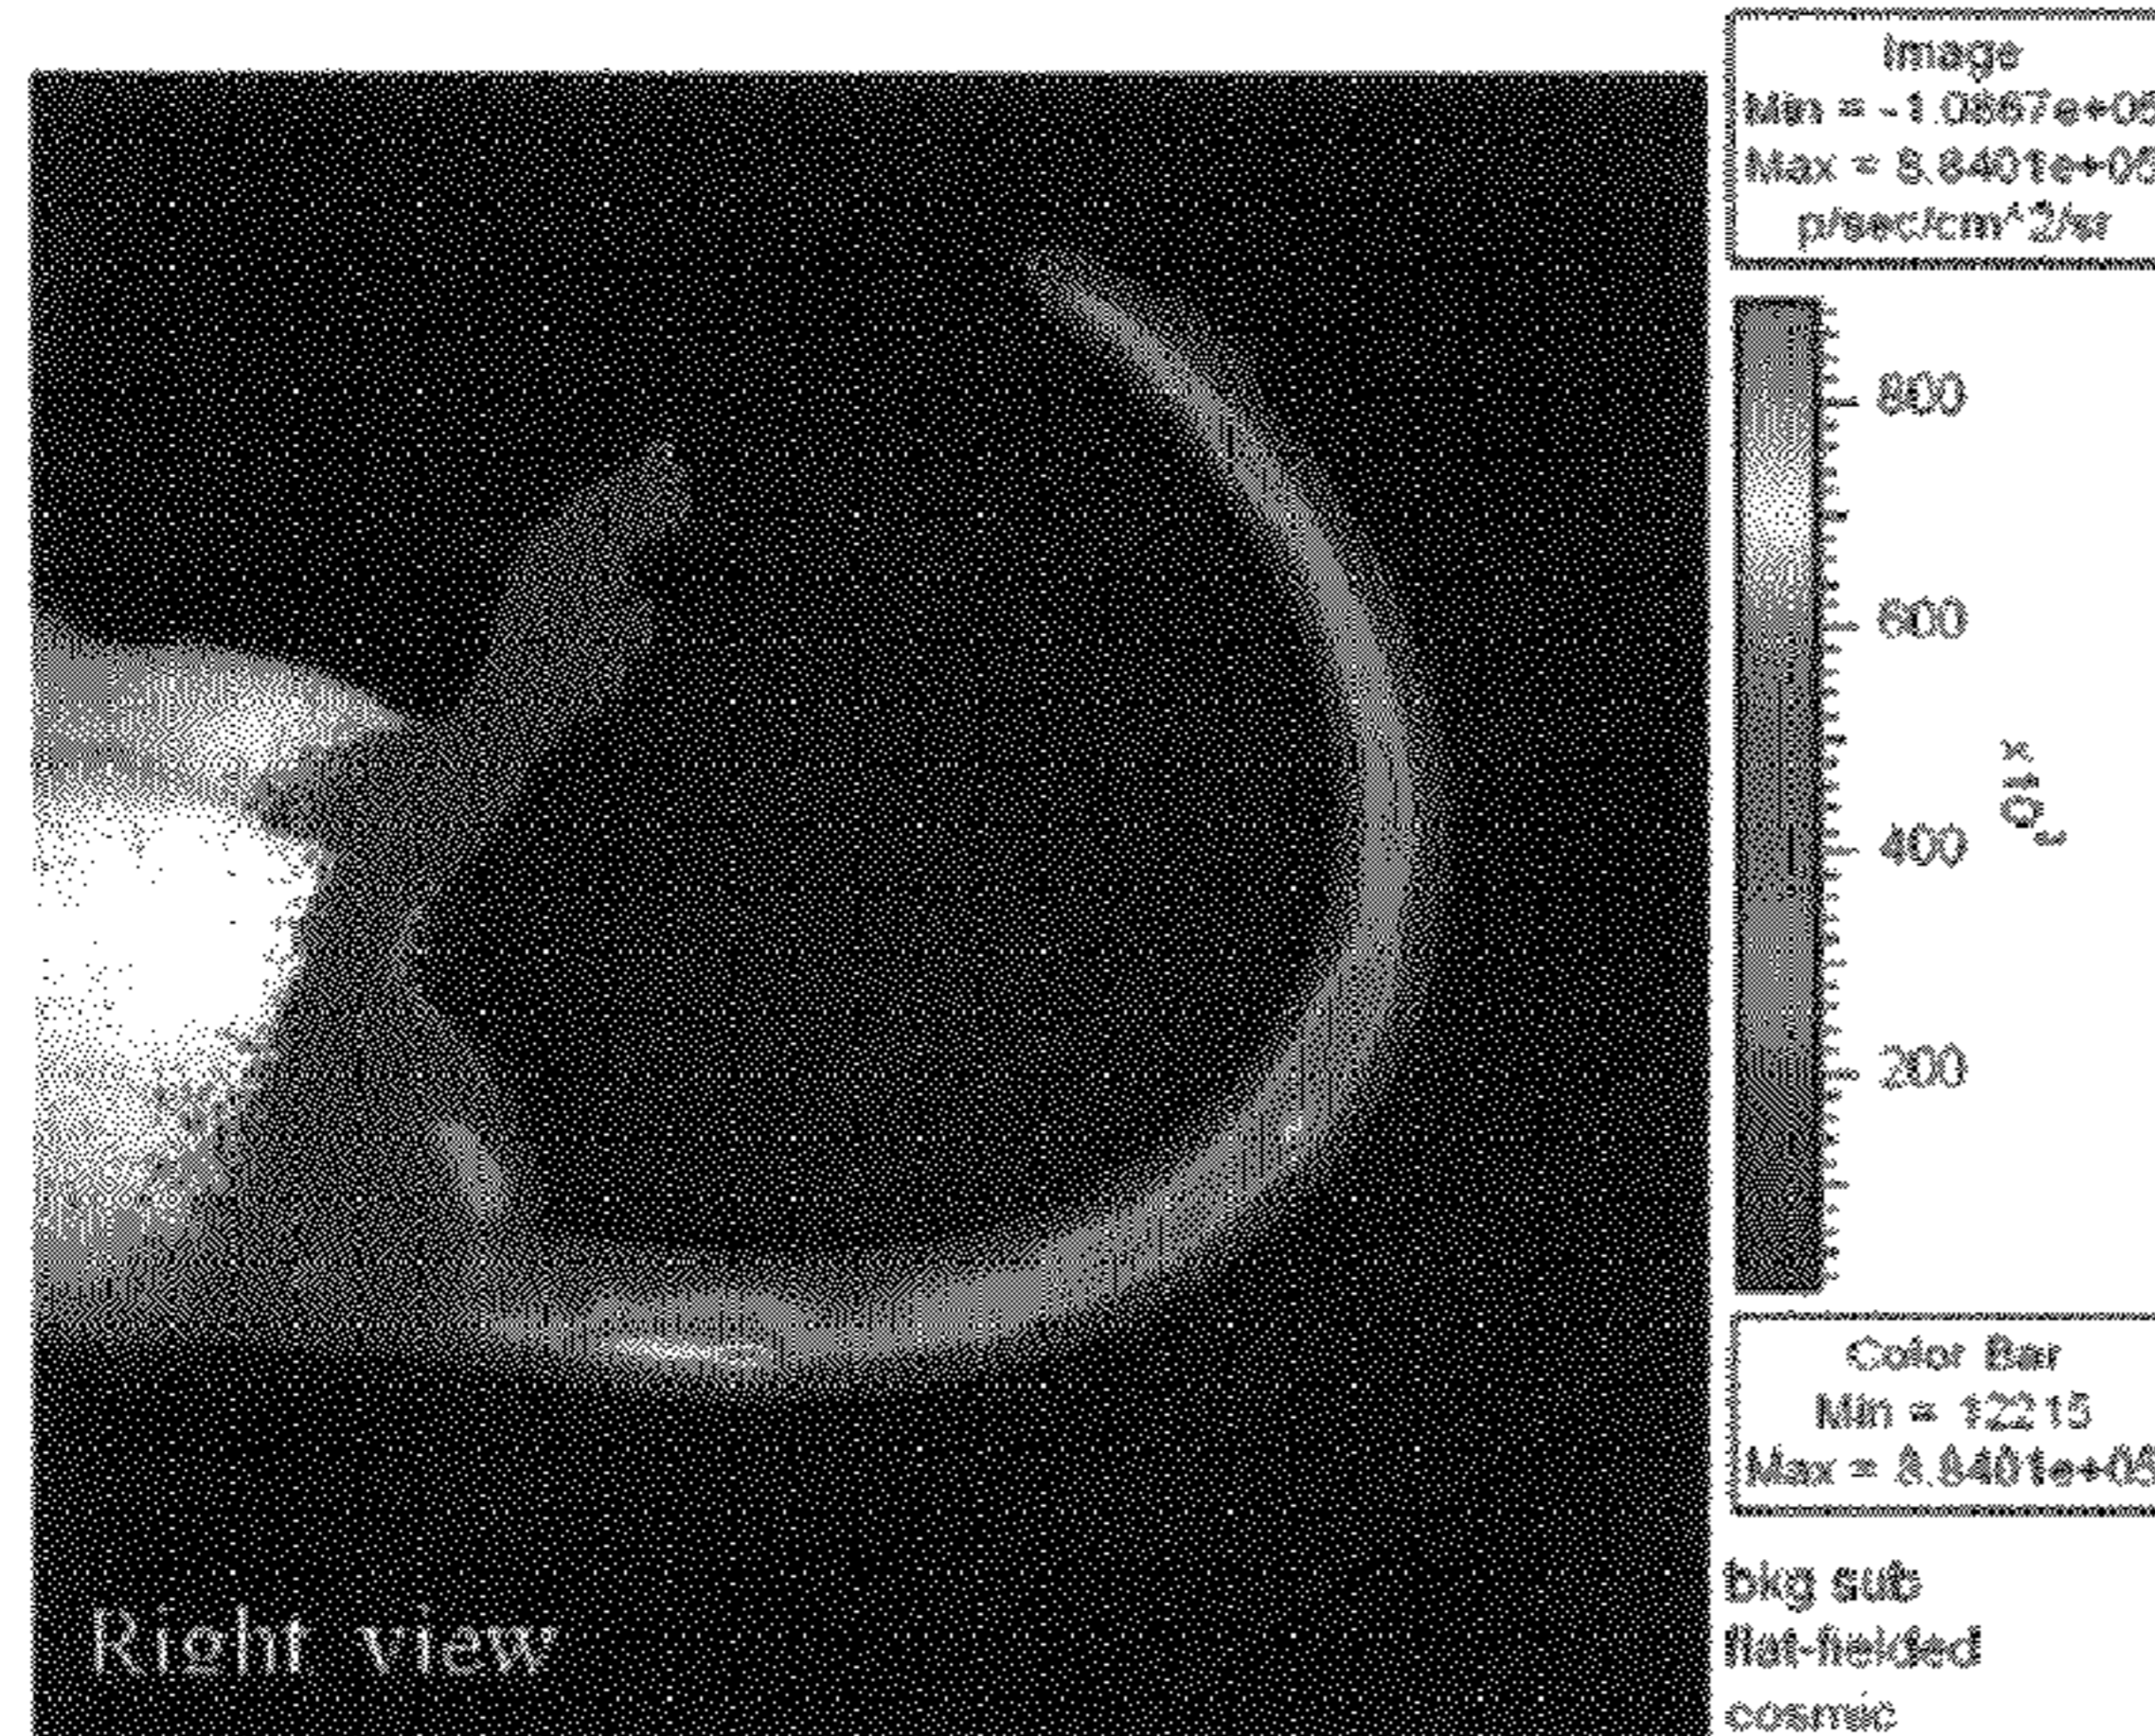 Image
Min = -1.0867e+05
Max = 8.8401e+05
p/sec/cm^2/sr
800
600
400
200
Color Bar
Min = 12215
Max = 8.8401e+05
bkg sub
flat-fielded
cosmic
Right view